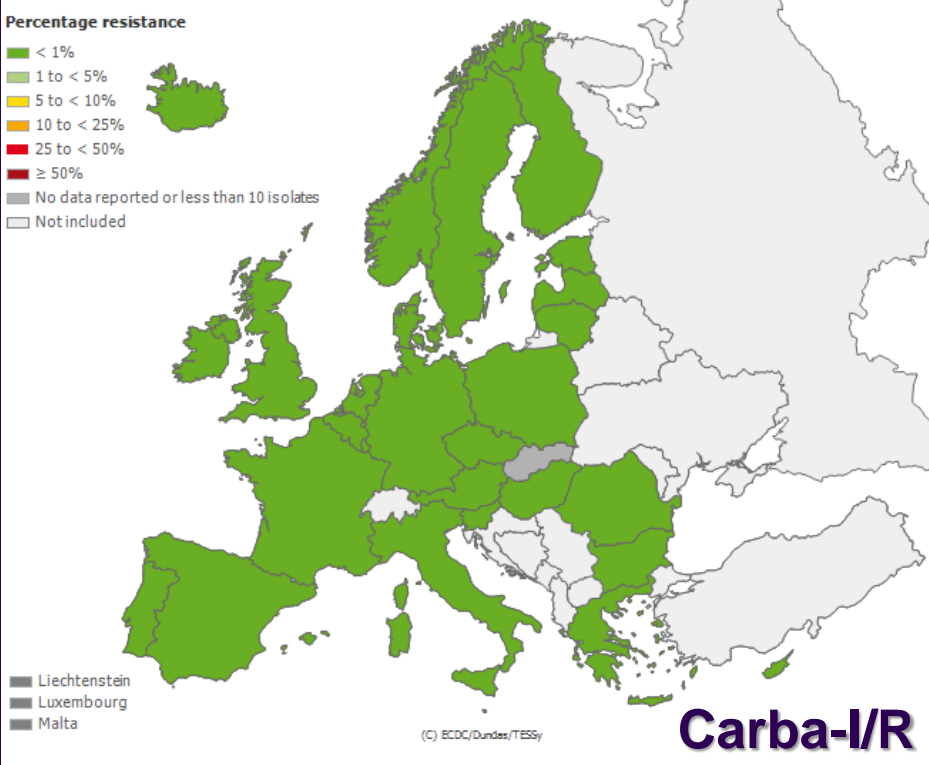 Percentage resistance
< 1%
1 to < 5%
5 to < 10%
10 to < 25%
25 to < 50%
≥ 50%
No data reported or less than 10 isolates
Not included
Liechtenstein
Luxembourg
Malta
(C) ECDC/Dundas/TESSy
Carba-I/R